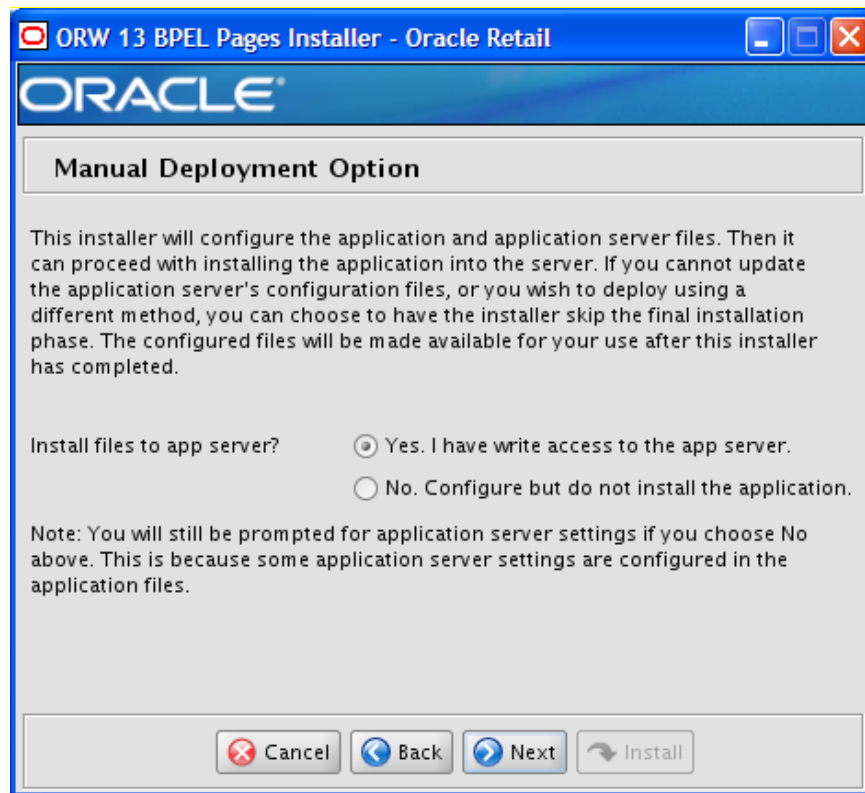 ORW 13 BPEL Pages Installer - Oracle Retail
ORACLE®
Manual Deployment Option
This installer will configure the application and application server files. Then it
can proceed with installing the application into the server. If you cannot update
the application server's configuration files, or you wish to deploy using a
different method, you can choose to have the installer skip the final installation
phase. The configured files will be made available for your use after this installer
has completed.
Install files to app server?
Yes. I have write access to the app server.
No. Configure but do not install the application.
Note: You will still be prompted for application server settings if you choose No
above. This is because some application server settings are configured in the
application files.
Cancel Back Next Install